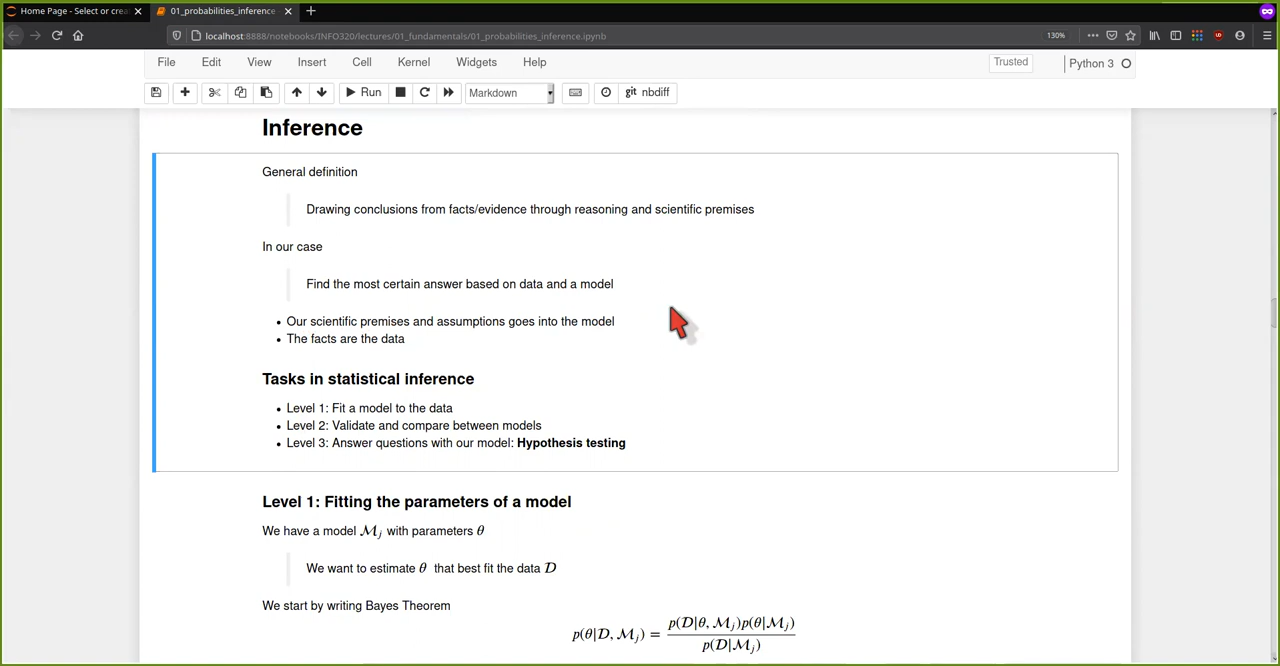 Home Page - Select or crea
01_probabilities_inference
localhost:8888/notebooks/INFO320/lectures/01_fundamentals/01_probabilities_inference.ipynb
130%
File Edit View Insert Cell Kernel Widgets Help
Trusted
Python 3
Run
Markdown
git nbdiff
Inference
General definition
Drawing conclusions from facts/evidence through reasoning and scientific premises
In our case
Find the most certain answer based on data and a model
• Our scientific premises and assumptions goes into the model
• The facts are the data
Tasks in statistical inference
• Level 1: Fit a model to the data
• Level 2: Validate and compare between models
• Level 3: Answer questions with our model: Hypothesis testing
Level 1: Fitting the parameters of a model
We have a model ℳj with parameters θ
We want to estimate θ that best fit the data 𝒟
We start by writing Bayes Theorem
p(θ|𝒟, ℳj) = p(𝒟|θ, ℳj)p(θ|ℳj)
p(𝒟|ℳj)